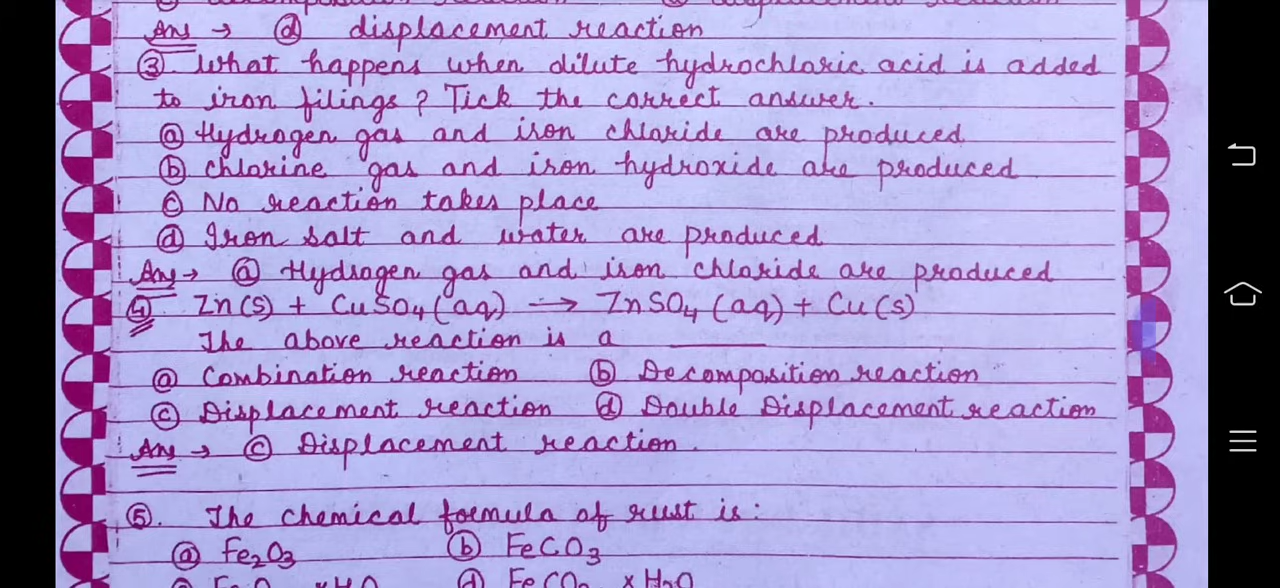 Ans → ⓓ displacement reaction
③ What happens when dilute hydrochloric acid is added
to iron filings ? Tick the correct answer.
ⓐ Hydrogen gas and iron chloride are produced
ⓑ chlorine gas and iron hydroxide are produced
ⓒ No reaction takes place
ⓓ Iron salt and water are produced
Ans → ⓐ Hydrogen gas and iron chloride are produced
④ Zn(s) + CuSO₄(aq) ⟶ ZnSO₄(aq) + Cu(s)
The above reaction is a ______
ⓐ Combination reaction ⓑ Decomposition reaction
ⓒ Displacement reaction ⓓ Double Displacement reaction
Ans → ⓒ Displacement reaction.
⑤. The chemical formula of rust is:
ⓐ Fe₂O₃ ⓑ FeCO₃